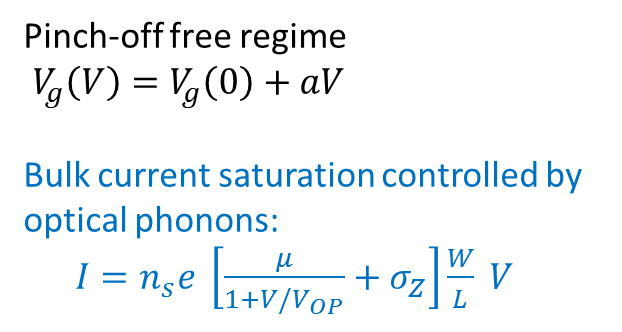 Pinch-off free regime
V_g(V) = V_g(0) + aV
Bulk current saturation controlled by
optical phonons:
I = n_s e [μ / (1+V/V_OP) + σ_Z] W/L V